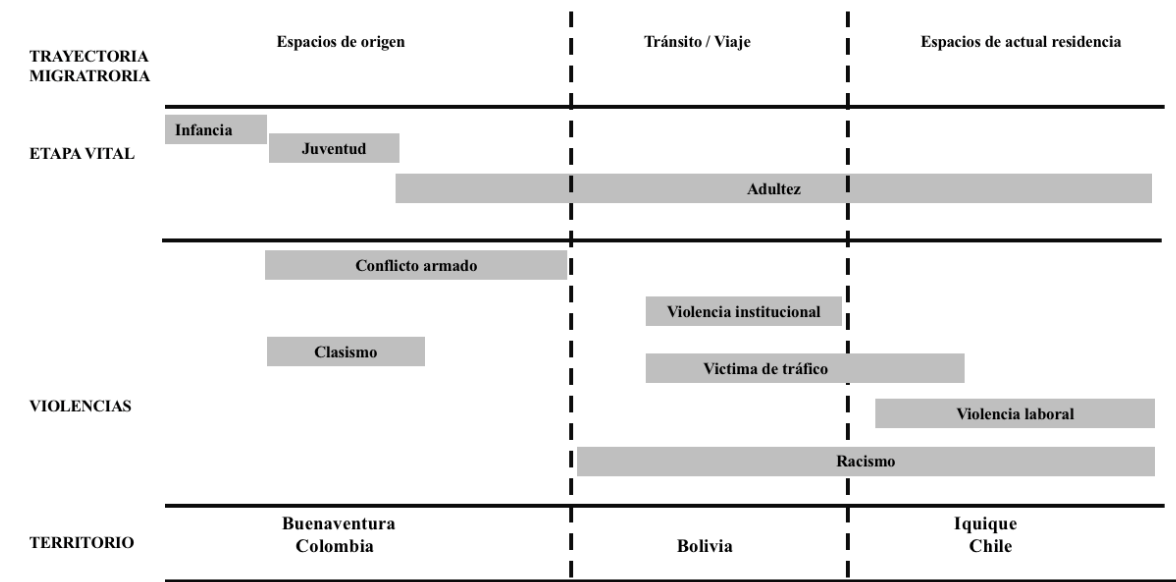 Espacios de origen
Tránsito / Viaje
Espacios de actual residencia
TRAYECTORIA
MIGRATRORIA
Infancia
Juventud
ETAPA VITAL
Adultez
Conflicto armado
Violencia institucional
Clasismo
Victima de tráfico
VIOLENCIAS
Violencia laboral
Racismo
TERRITORIO
Buenaventura
Colombia
Bolivia
Iquique
Chile